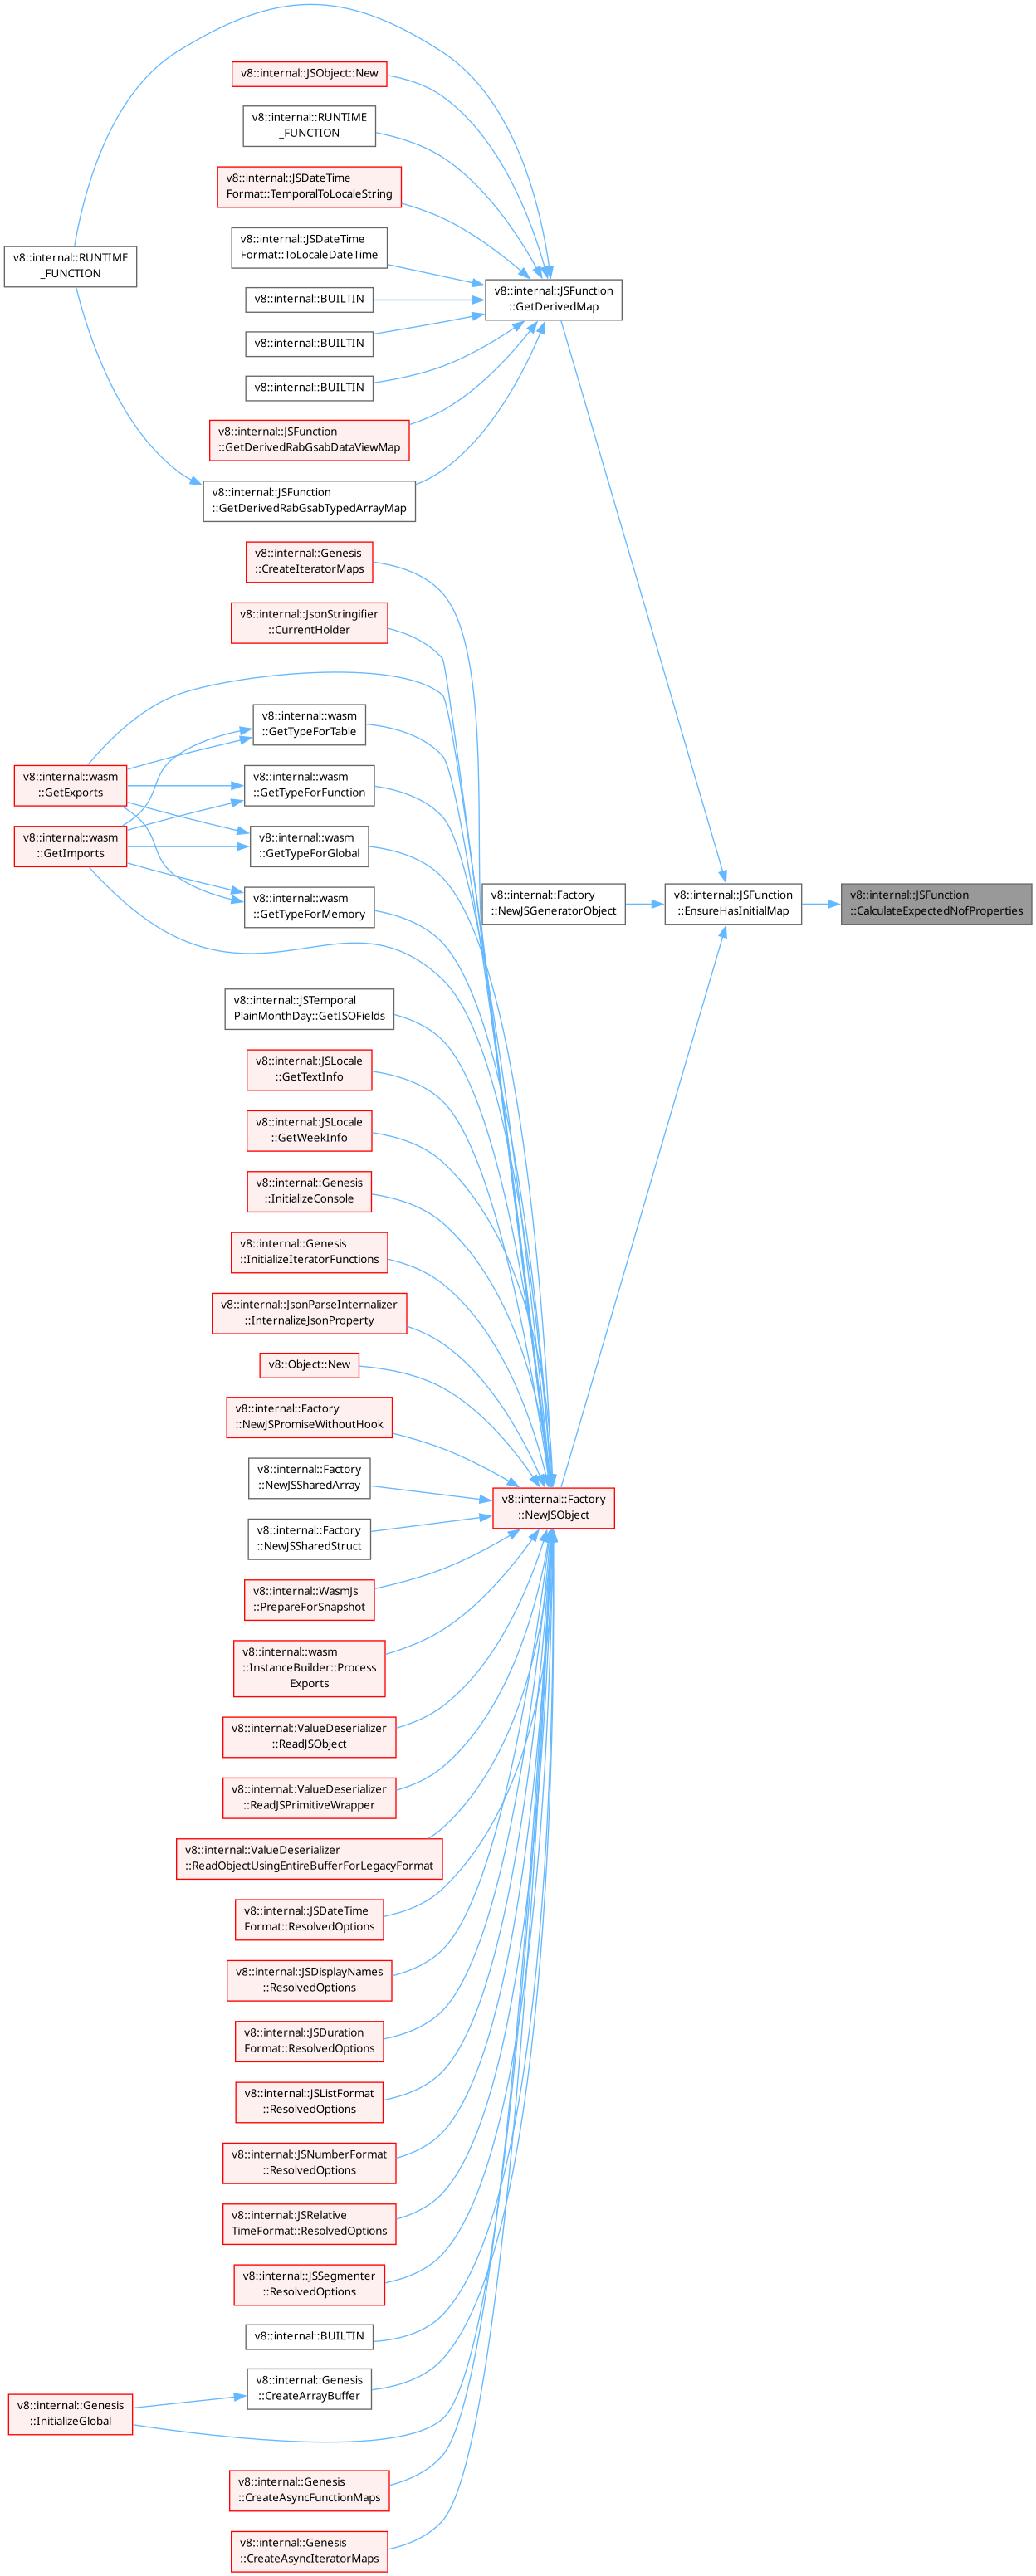 v8::internal::JSObject::New
v8::internal::RUNTIME
_FUNCTION
v8::internal::JSDateTime
Format::TemporalToLocaleString
v8::internal::JSDateTime
Format::ToLocaleDateTime
v8::internal::RUNTIME
_FUNCTION
v8::internal::JSFunction
::GetDerivedMap
v8::internal::BUILTIN
v8::internal::BUILTIN
v8::internal::BUILTIN
v8::internal::JSFunction
::GetDerivedRabGsabDataViewMap
v8::internal::JSFunction
::GetDerivedRabGsabTypedArrayMap
v8::internal::Genesis
::CreateIteratorMaps
v8::internal::JsonStringifier
::CurrentHolder
v8::internal::wasm
::GetTypeForTable
v8::internal::wasm
::GetExports
v8::internal::wasm
::GetTypeForFunction
v8::internal::wasm
::GetImports
v8::internal::wasm
::GetTypeForGlobal
v8::internal::wasm
::GetTypeForMemory
v8::internal::Factory
::NewJSGeneratorObject
v8::internal::JSFunction
::EnsureHasInitialMap
v8::internal::JSFunction
::CalculateExpectedNofProperties
v8::internal::JSTemporal
PlainMonthDay::GetISOFields
v8::internal::JSLocale
::GetTextInfo
v8::internal::JSLocale
::GetWeekInfo
v8::internal::Genesis
::InitializeConsole
v8::internal::Genesis
::InitializeIteratorFunctions
v8::internal::JsonParseInternalizer
::InternalizeJsonProperty
v8::Object::New
v8::internal::Factory
::NewJSPromiseWithoutHook
v8::internal::Factory
::NewJSSharedArray
v8::internal::Factory
::NewJSObject
v8::internal::Factory
::NewJSSharedStruct
v8::internal::WasmJs
::PrepareForSnapshot
v8::internal::wasm
::InstanceBuilder::Process
Exports
v8::internal::ValueDeserializer
::ReadJSObject
v8::internal::ValueDeserializer
::ReadJSPrimitiveWrapper
v8::internal::ValueDeserializer
::ReadObjectUsingEntireBufferForLegacyFormat
v8::internal::JSDateTime
Format::ResolvedOptions
v8::internal::JSDisplayNames
::ResolvedOptions
v8::internal::JSDuration
Format::ResolvedOptions
v8::internal::JSListFormat
::ResolvedOptions
v8::internal::JSNumberFormat
::ResolvedOptions
v8::internal::JSRelative
TimeFormat::ResolvedOptions
v8::internal::JSSegmenter
::ResolvedOptions
v8::internal::BUILTIN
v8::internal::Genesis
::CreateArrayBuffer
v8::internal::Genesis
::InitializeGlobal
v8::internal::Genesis
::CreateAsyncFunctionMaps
v8::internal::Genesis
::CreateAsyncIteratorMaps